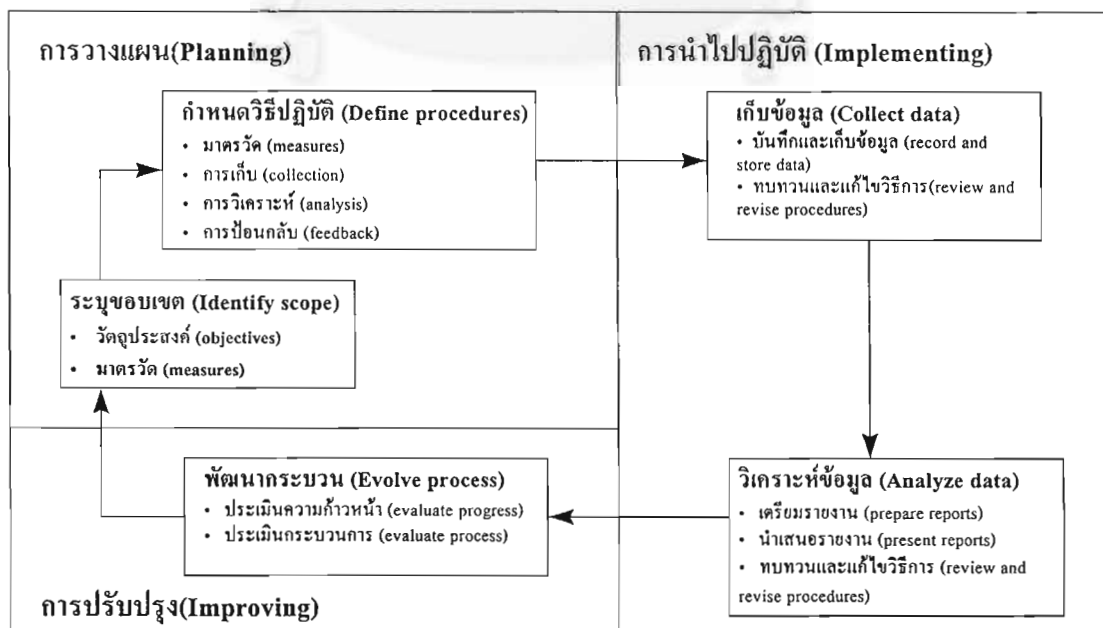 การวางแผน(Planning)
กำหนดวิธีปฏิบัติ (Define procedures)
• มาตรวัด (measures)
• การเก็บ (collection)
• การวิเคราะห์ (analysis)
• การป้อนกลับ (feedback)
ระบุขอบเขต (Identify scope)
• วัตถุประสงค์ (objectives)
• มาตรวัด (measures)
การนำไปปฏิบัติ (Implementing)
เก็บข้อมูล (Collect data)
• บันทึกและเก็บข้อมูล (record and
store data)
• ทบทวนและแก้ไขวิธีการ(review and
revise procedures)
วิเคราะห์ข้อมูล (Analyze data)
• เตรียมรายงาน (prepare reports)
• นำเสนอรายงาน (present reports)
• ทบทวนและแก้ไขวิธีการ (review and
revise procedures)
พัฒนากระบวน (Evolve process)
• ประเมินความก้าวหน้า (evaluate progress)
• ประเมินกระบวนการ (evaluate process)
การปรับปรุง(Improving)